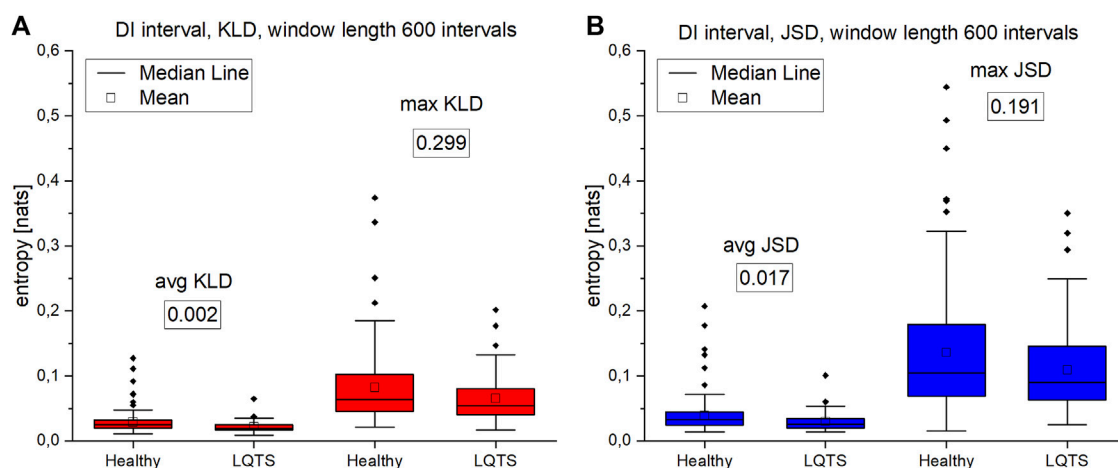 A
DI interval, KLD, window length 600 intervals
0,6
0,5
0,4
0,3
0,2
0,1
0,0
entropy [nats]
Median Line
Mean
avg KLD
0.002
max KLD
0.299
Healthy
LQTS
Healthy
LQTS
B
DI interval, JSD, window length 600 intervals
0,6
0,5
0,4
0,3
0,2
0,1
0,0
entropy [nats]
Median Line
Mean
avg JSD
0.017
max JSD
0.191
Healthy
LQTS
Healthy
LQTS